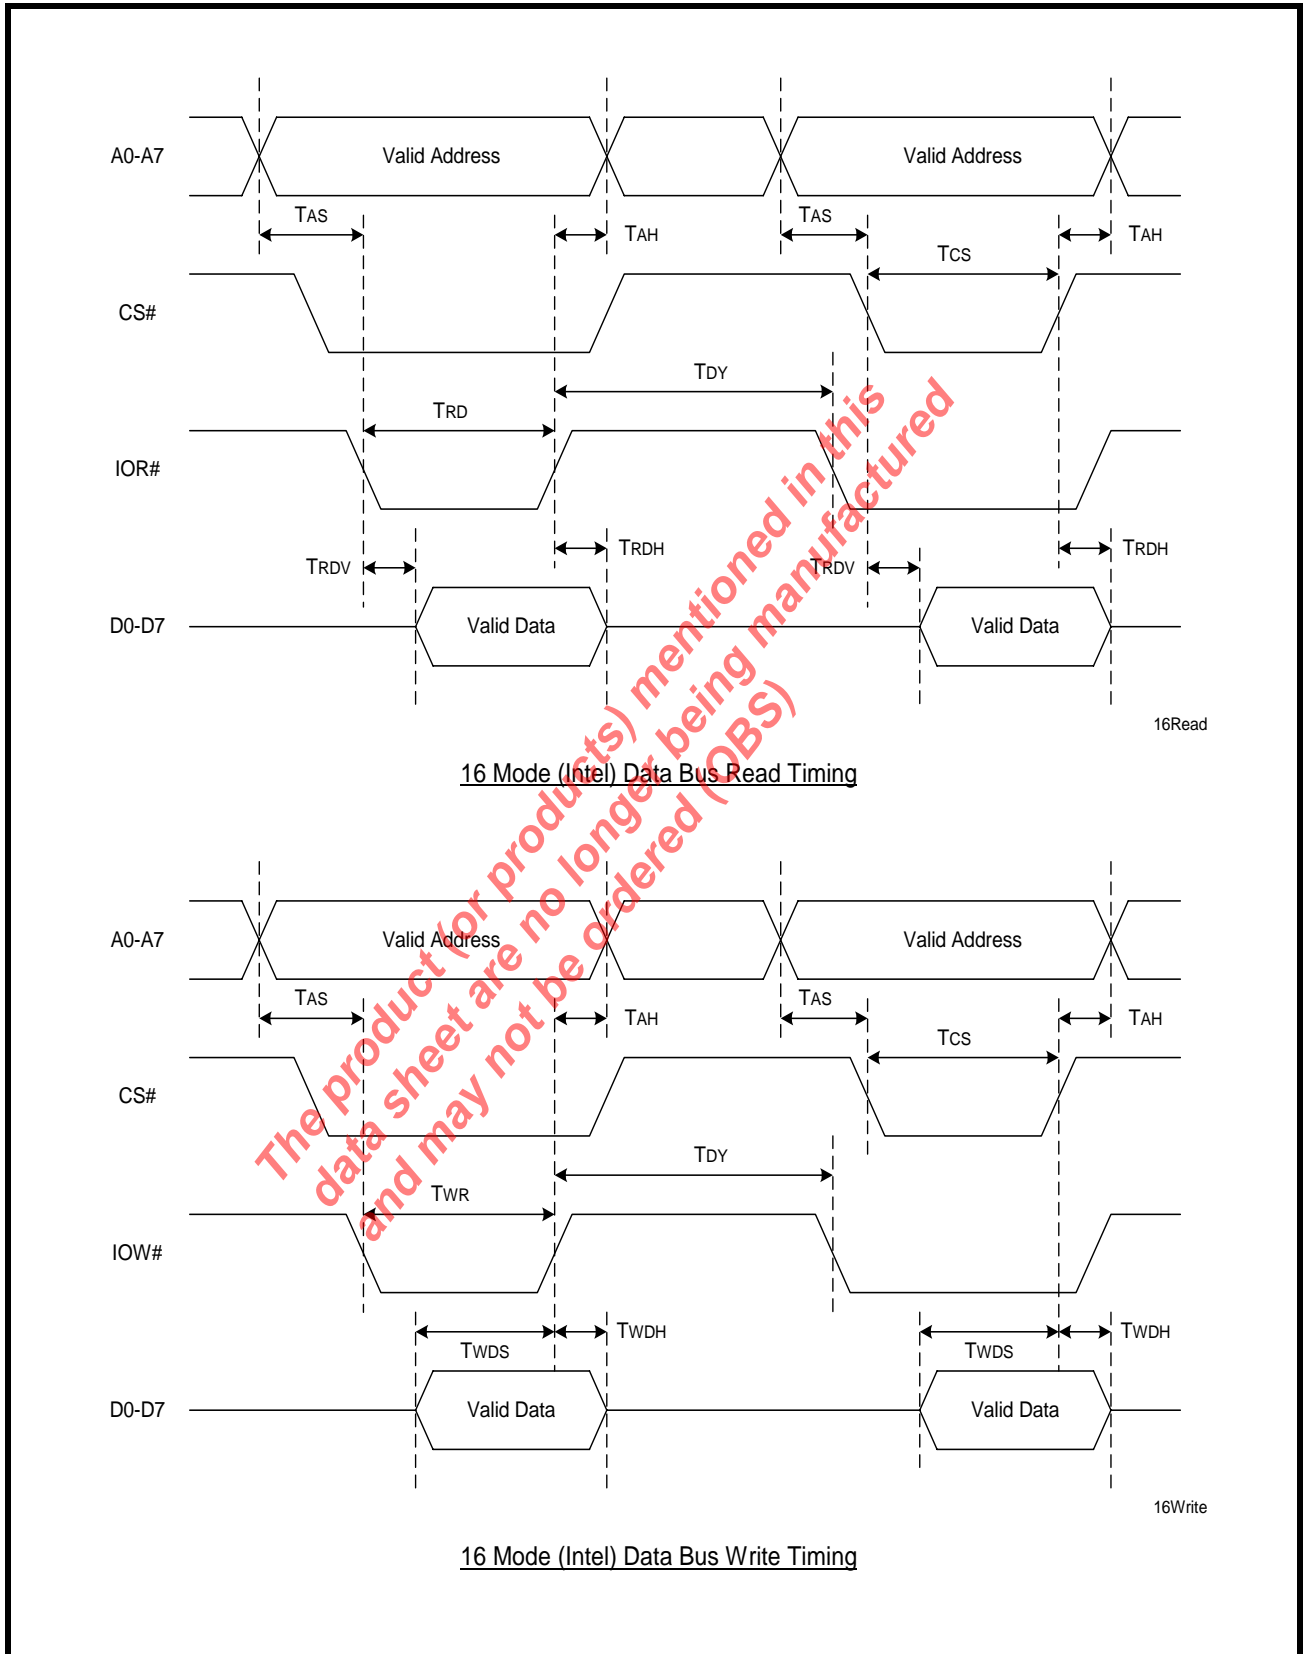 A0-A7
Valid Address
Valid Address
TAS
TAH
TAS
TAH
TCS
CS#
TDY
TRD
IOR#
TRDV
TRDH
TRDV
TRDH
D0-D7
Valid Data
Valid Data
16Read
16 Mode (Intel) Data Bus Read Timing
A0-A7
Valid Address
Valid Address
TAS
TAH
TAS
TAH
TCS
CS#
TDY
TWR
IOW#
TWDS
TWDH
TWDS
TWDH
D0-D7
Valid Data
Valid Data
16Write
16 Mode (Intel) Data Bus Write Timing
The product (or products) mentioned in this
data sheet are no longer being manufactured
and may not be ordered (OBS)